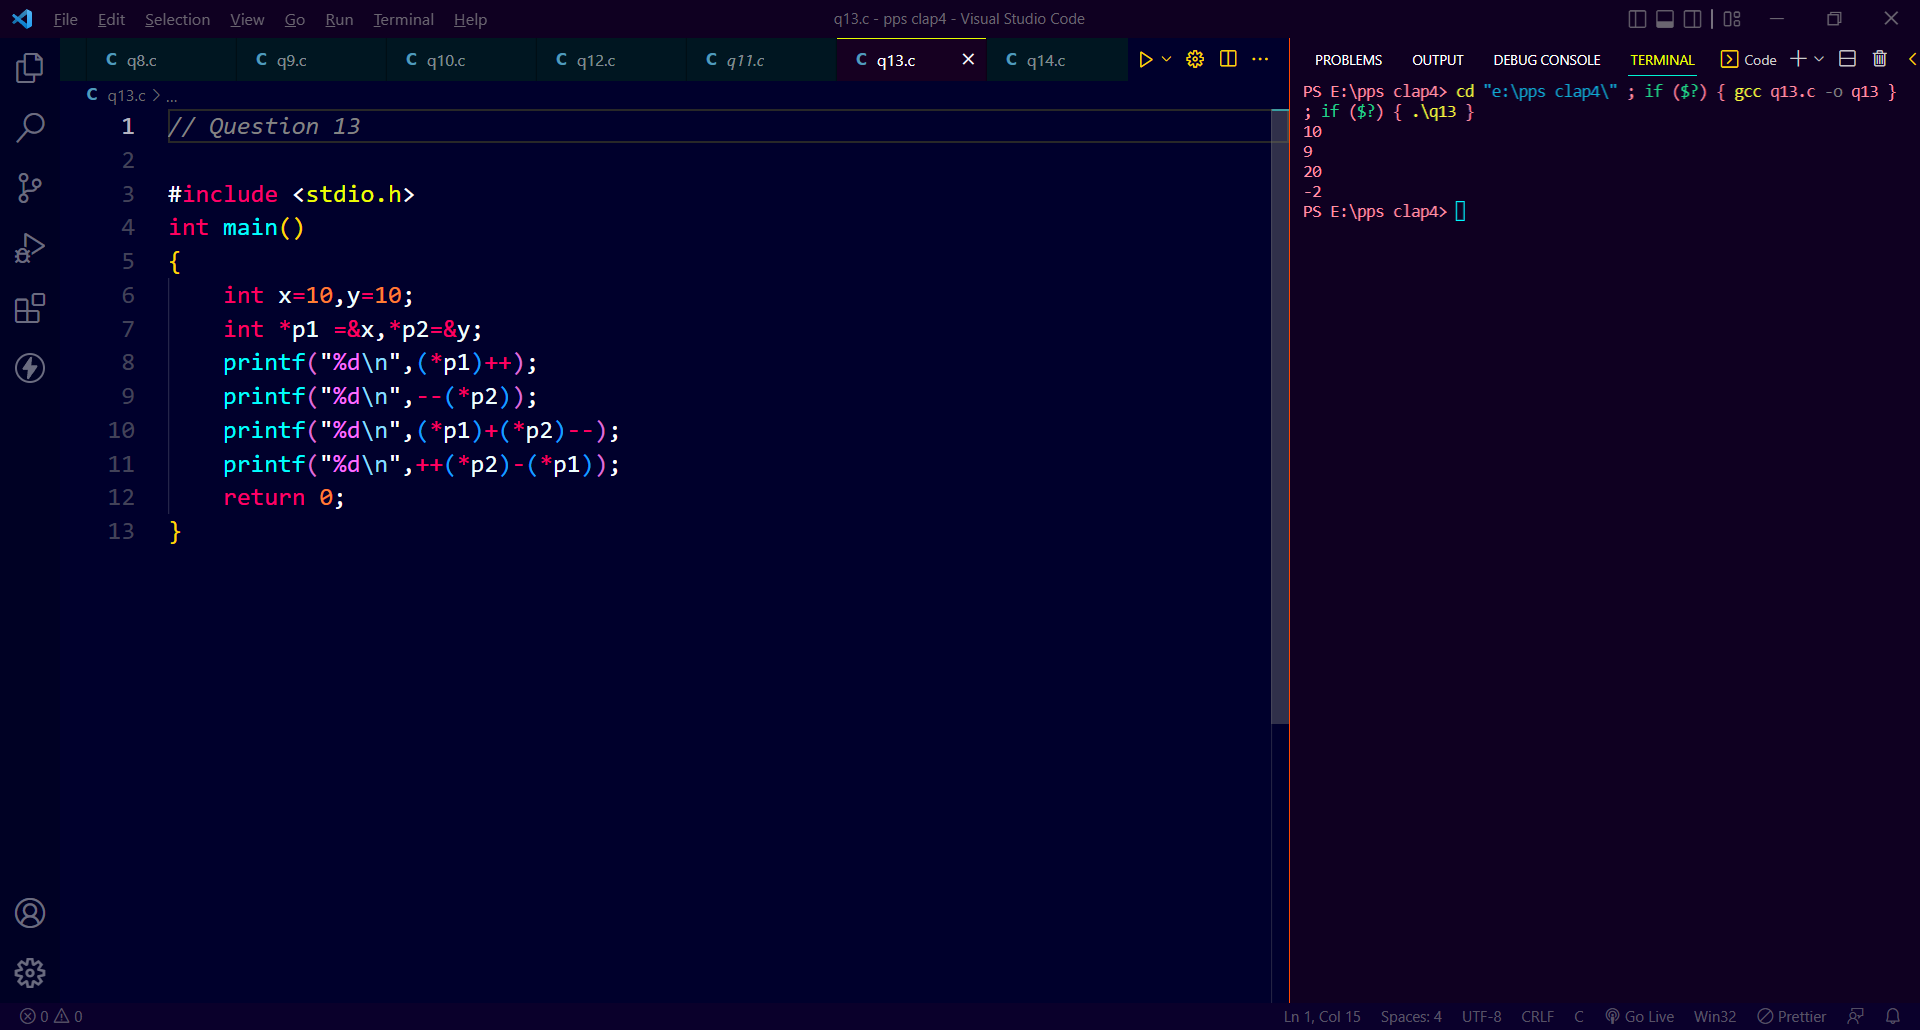 File Edit Selection View Go Run Terminal Help
q13.c - pps clap4 - Visual Studio Code
C q8.c C q9.c C q10.c C q12.c C q11.c C q13.c C q14.c
C q13.c > ...
1 // Question 13
2
3 #include <stdio.h>
4 int main()
5 {
6     int x=10,y=10;
7     int *p1 =&x,*p2=&y;
8     printf("%d\n",(*p1)++);
9     printf("%d\n",--(*p2));
10     printf("%d\n",(*p1)+(*p2)--);
11     printf("%d\n",++(*p2)-(*p1));
12     return 0;
13 }
PROBLEMS OUTPUT DEBUG CONSOLE TERMINAL Code
PS E:\pps clap4> cd "e:\pps clap4\" ; if ($?) { gcc q13.c -o q13 }
; if ($?) { .\q13 }
10
9
20
-2
PS E:\pps clap4>
0 0 Ln 1, Col 15 Spaces: 4 UTF-8 CRLF C Go Live Win32 Prettier